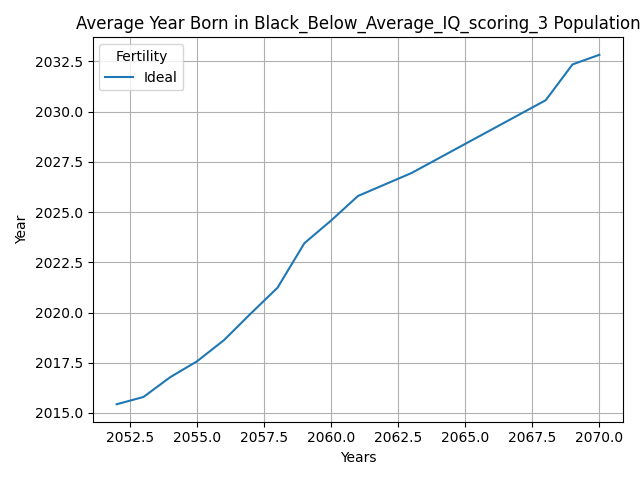 Average Year Born in Black_Below_Average_IQ_scoring_3 Population
Fertility
Ideal
2032.5
2030.0
2027.5
2025.0
2022.5
2020.0
2017.5
2015.0
Year
2052.5 2055.0 2057.5 2060.0 2062.5 2065.0 2067.5 2070.0
Years